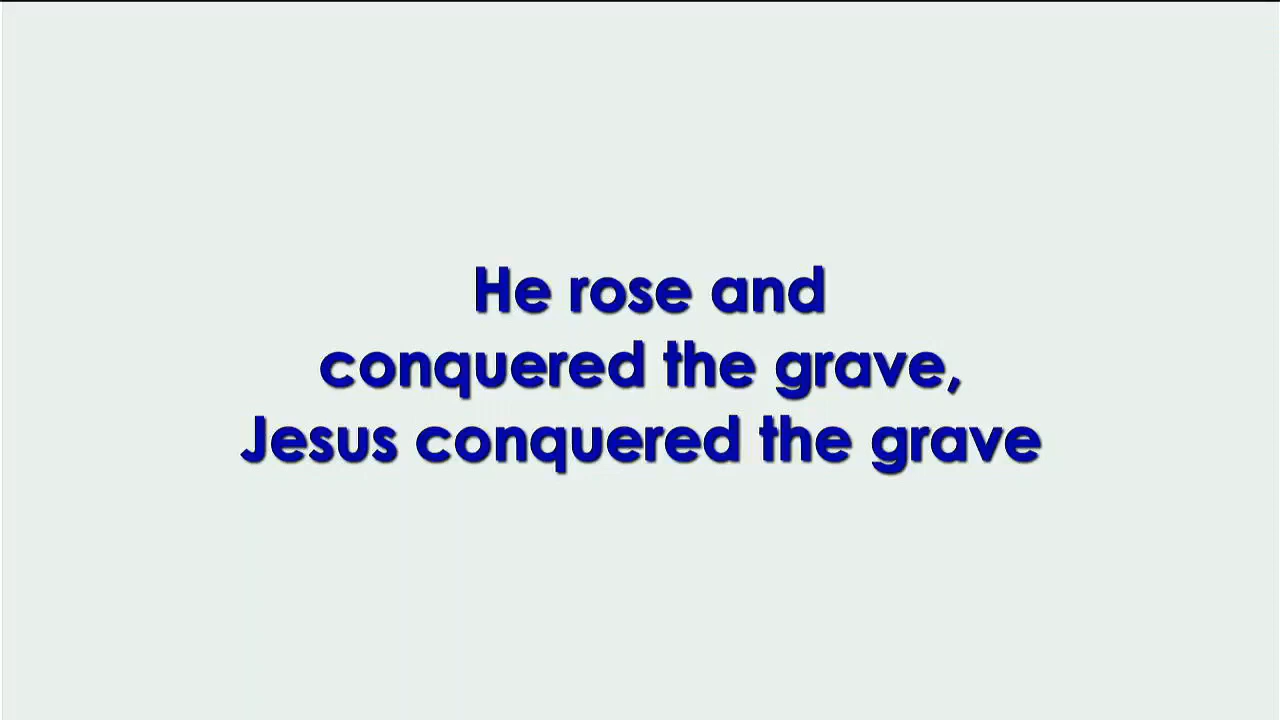 He rose and
conquered the grave,
Jesus conquered the grave